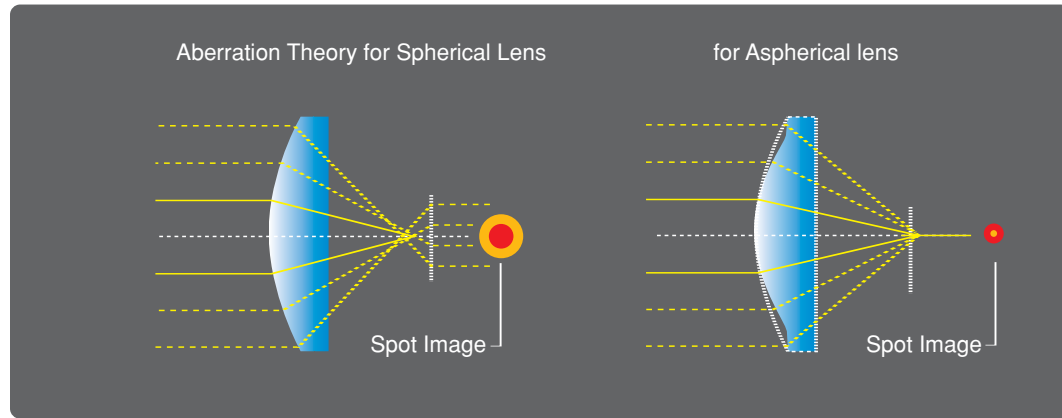 Aberration Theory for Spherical Lens
for Aspherical lens
Spot Image
Spot Image